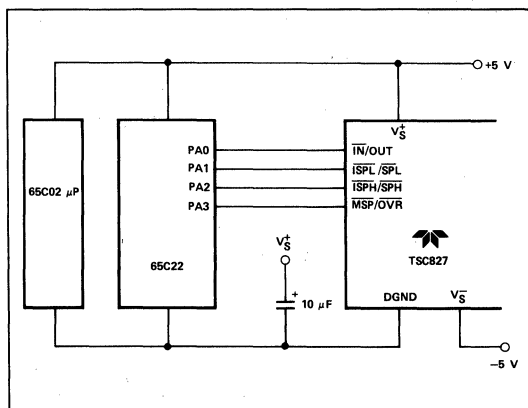 +5 V
V+S
PA0
IN/OUT
PA1
ISPL/SPL
65C02 µP
PA2
ISPH/SPH
PA3
MSP/OVR
V+S
TSC827
65C22
+
10 µF
DGND
V−S
−5 V